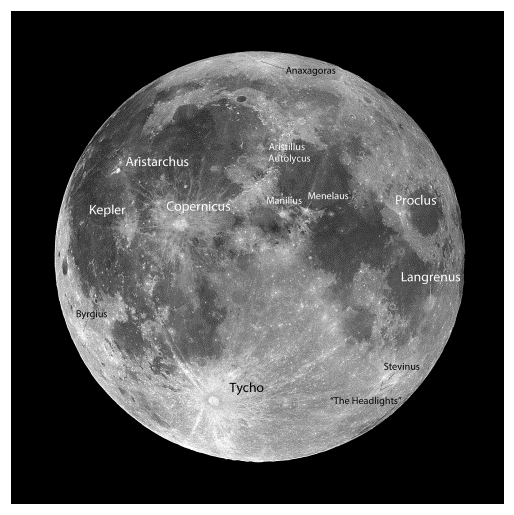 Anaxagoras
Aristillus
Autolycus
Aristarchus
Menelaus
Manilius
Proclus
Kepler
Copernicus
Langrenus
Byrgius
Stevinus
Tycho
"The Headlights"